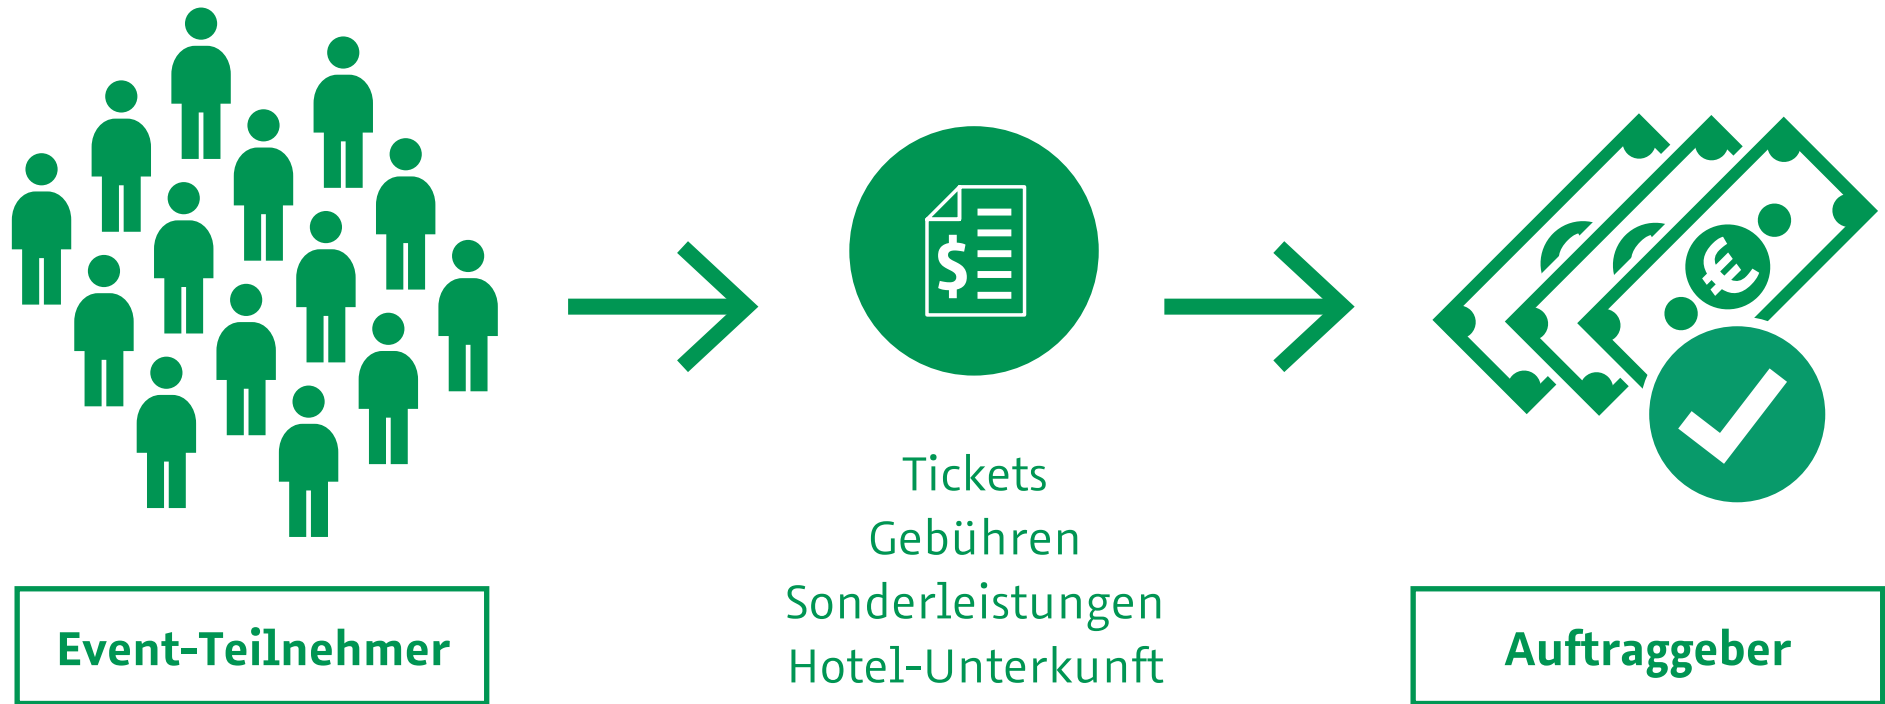 $
€
Tickets
Gebühren
Sonderleistungen
Hotel-Unterkunft
Event-Teilnehmer
Auftraggeber